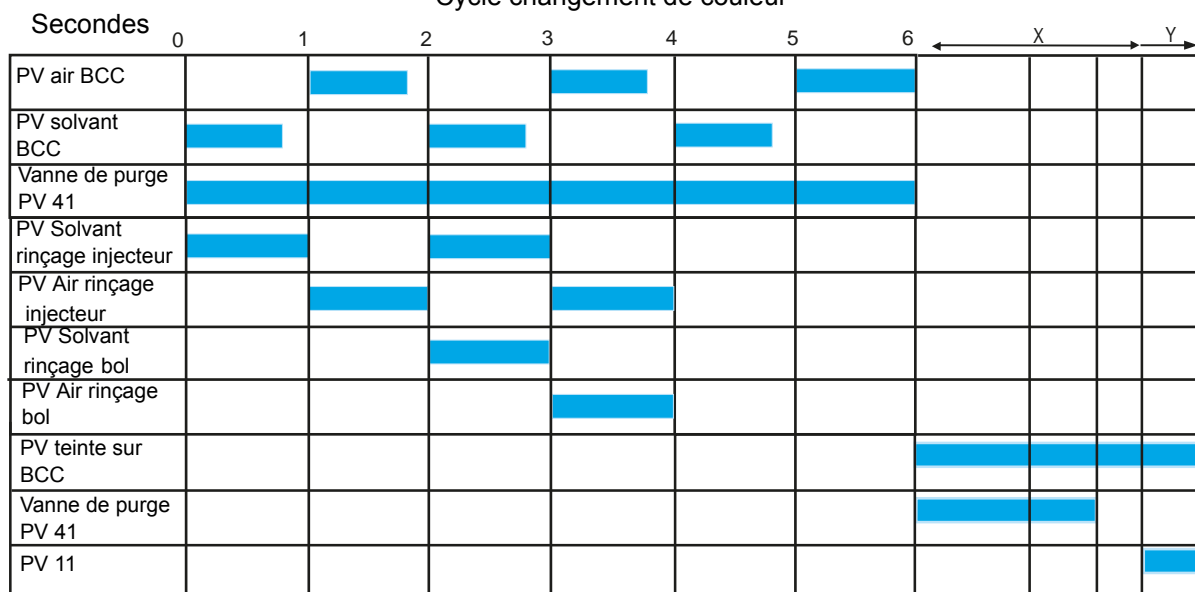 Cycle changement de couleur
Secondes
0 1 2 3 4 5 6 X Y
PV air BCC
PV solvant
BCC
Vanne de purge
PV 41
PV Solvant
rinçage injecteur
PV Air rinçage
injecteur
PV Solvant
rinçage bol
PV Air rinçage
bol
PV teinte sur
BCC
Vanne de purge
PV 41
PV 11